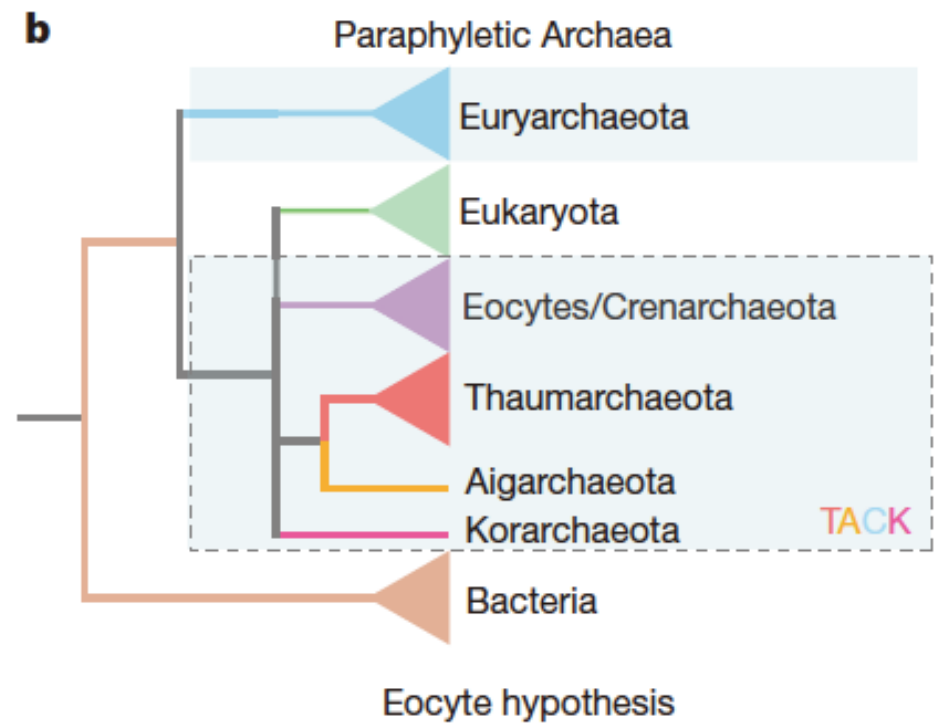 b
Paraphyletic Archaea
Euryarchaeota
Eukaryota
Eocytes/Crenarchaeota
Thaumarchaeota
Aigarchaeota
Korarchaeota
TACK
Bacteria
Eocyte hypothesis